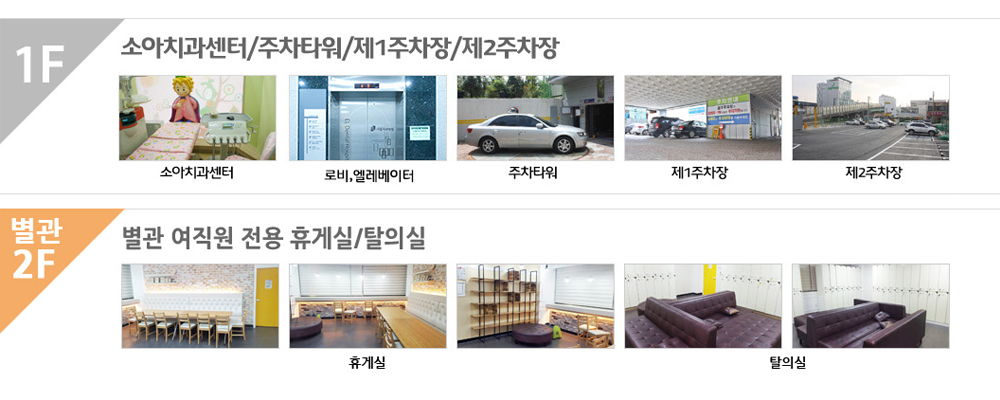 1F
소아치과센터/주차타워/제1주차장/제2주차장
소아치과센터
로비,엘레베이터
주차타워
제1주차장
제2주차장
별관
2F
별관 여직원 전용 휴게실/탈의실
휴게실
탈의실